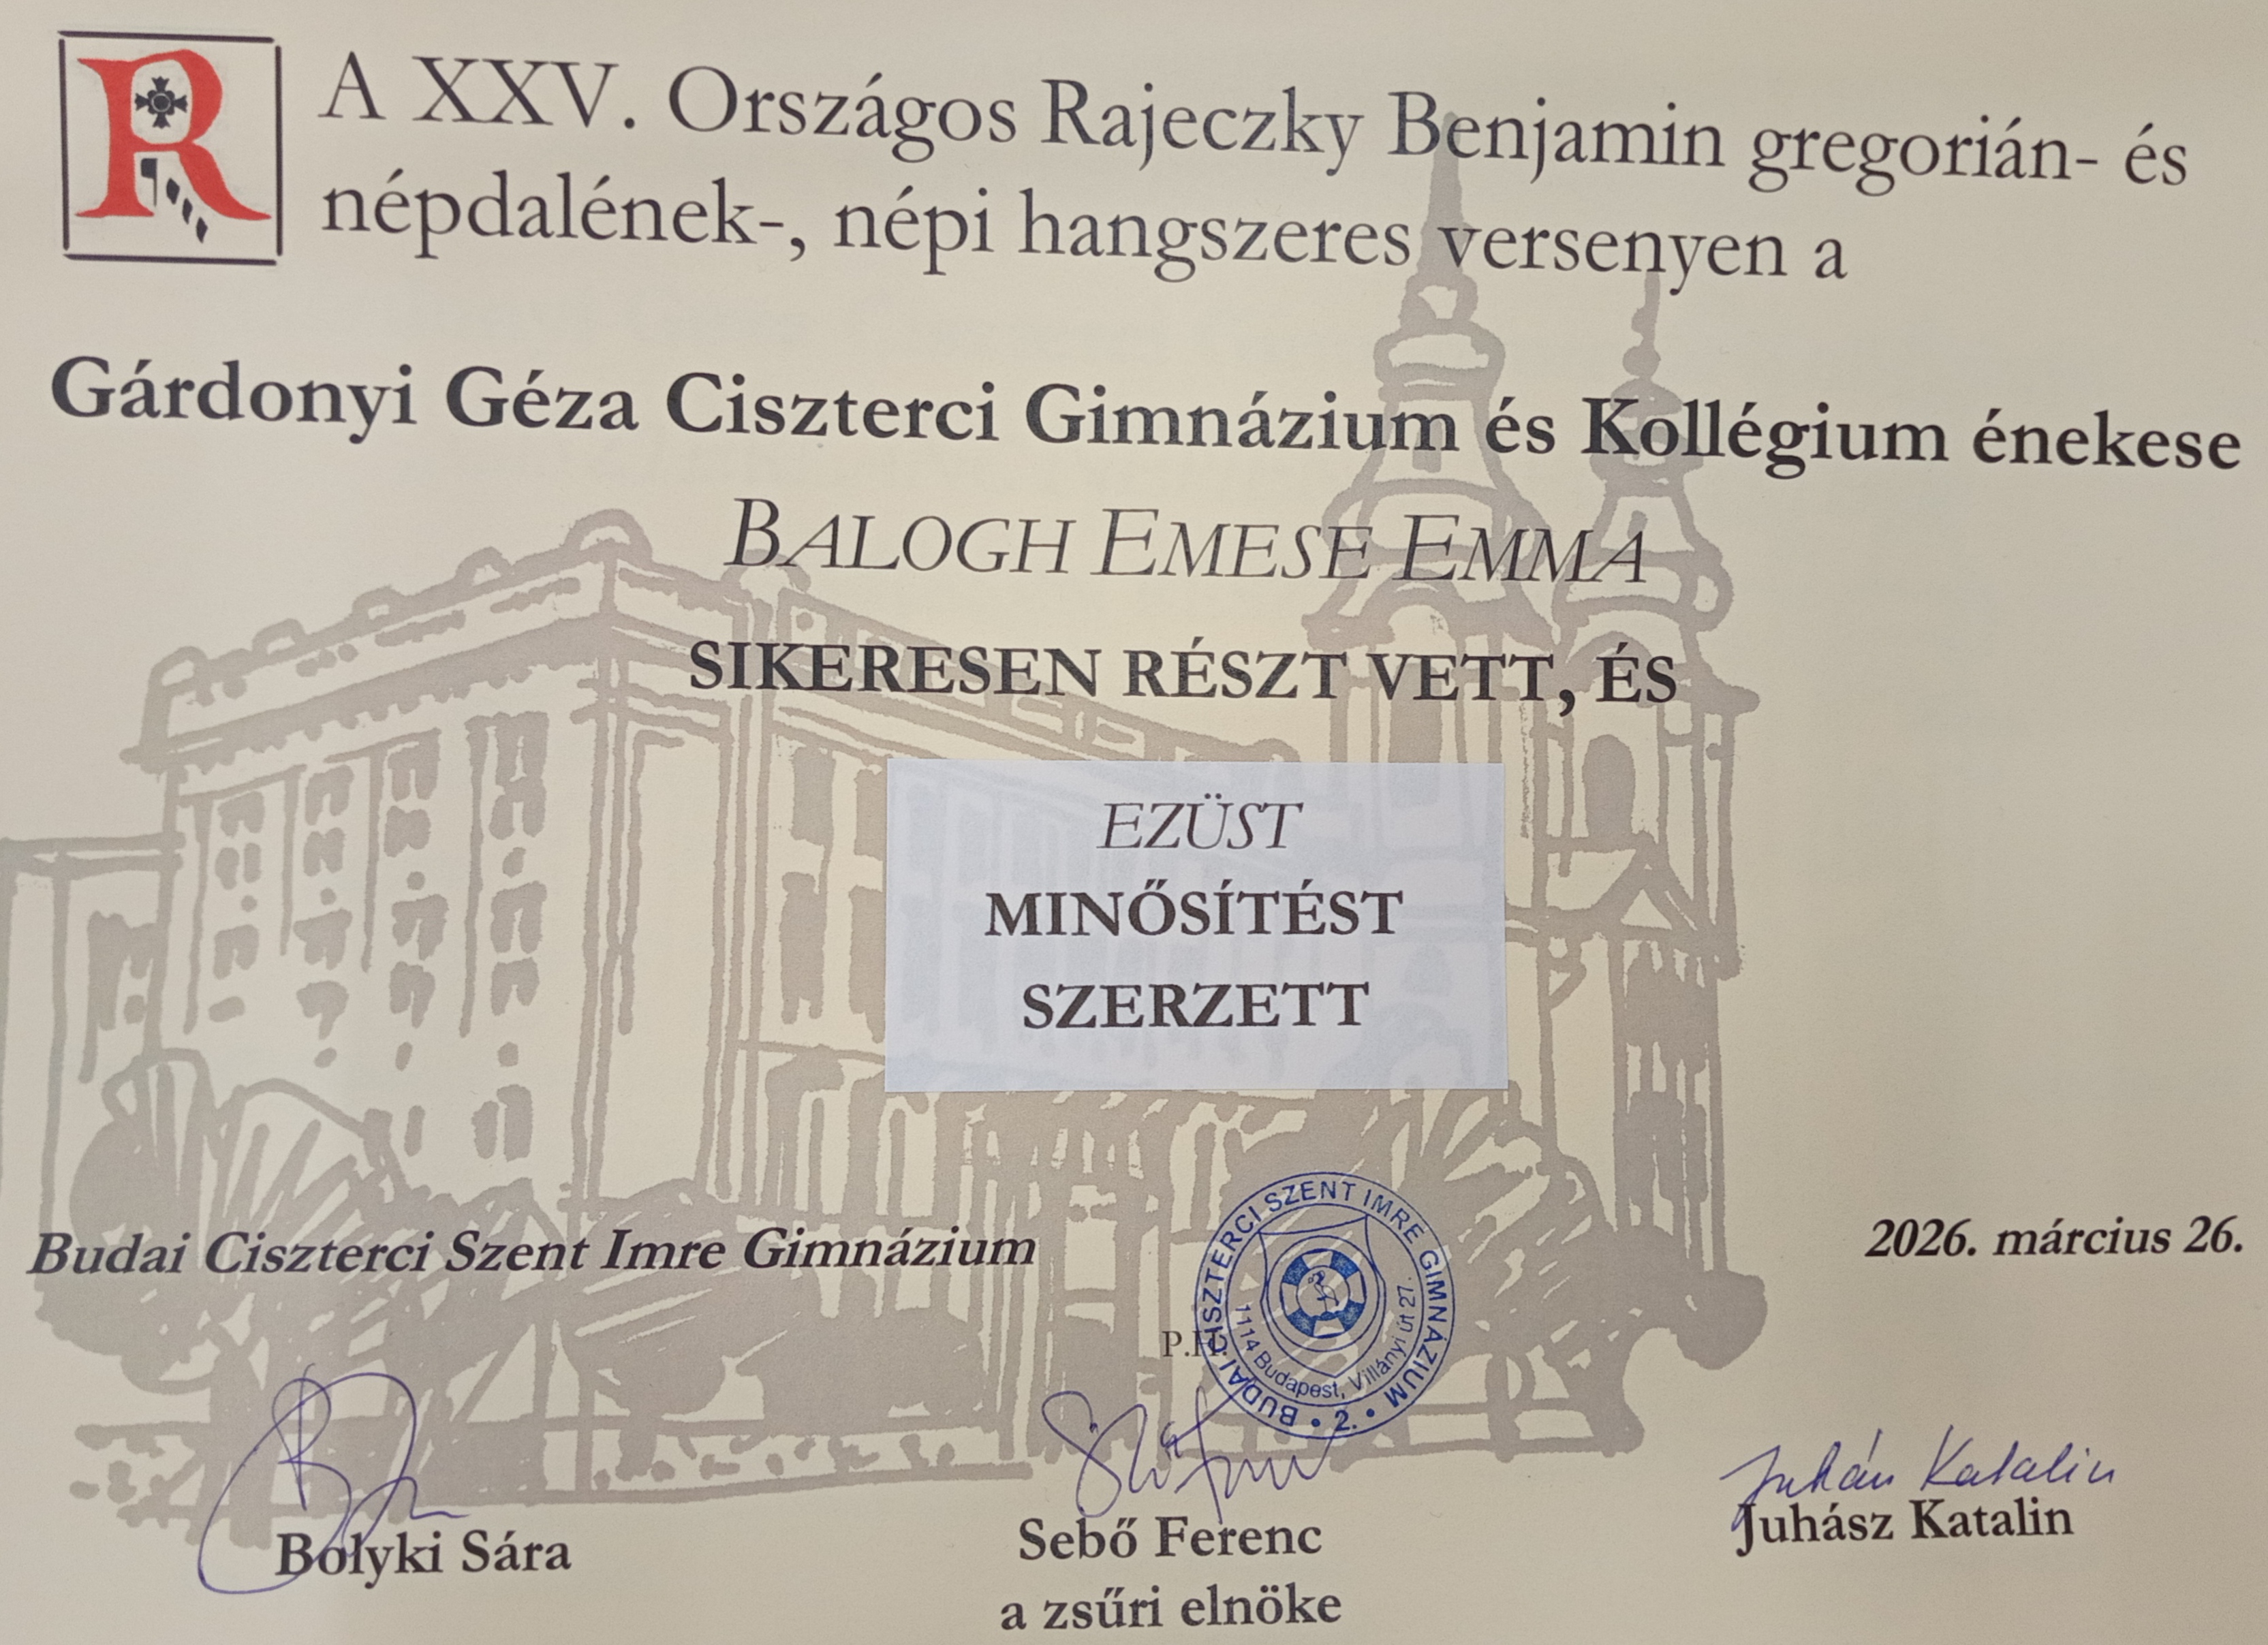 R
A XXV. Országos Rajeczky Benjamin gregorián- és
népdalének-, népi hangszeres versenyen a
Gárdonyi Géza Ciszterci Gimnázium és Kollégium énekese
BALOGH EMESE EMMA
SIKERESEN RÉSZT VETT, ÉS
EZÜST
MINŐSÍTÉST
SZERZETT
Budai Ciszterci Szent Imre Gimnázium
2026. március 26.
P.H.
BUDAI CISZTERCI SZENT IMRE GIMNÁZIUM
1114 Budapest, Villányi út 27.
• 2. •
Juhász Katalin
Bolyki Sára
Sebő Ferenc
Juhász Katalin
a zsűri elnöke